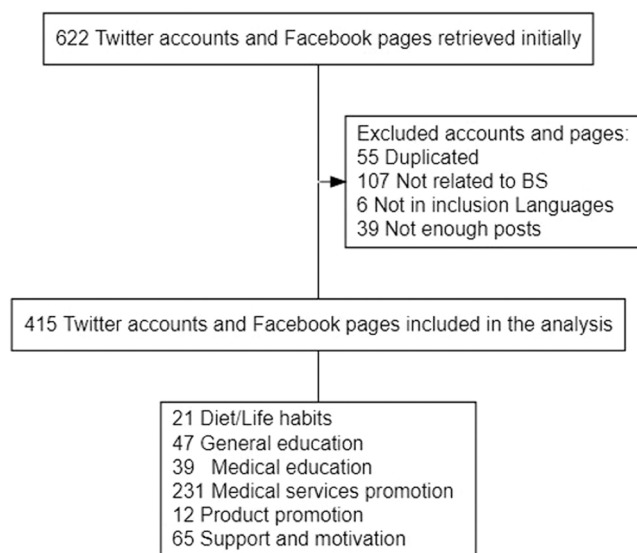 622 Twitter accounts and Facebook pages retrieved initially
Excluded accounts and pages:
55 Duplicated
107 Not related to BS
6 Not in inclusion Languages
39 Not enough posts
415 Twitter accounts and Facebook pages included in the analysis
21 Diet/Life habits
47 General education
39 Medical education
231 Medical services promotion
12 Product promotion
65 Support and motivation